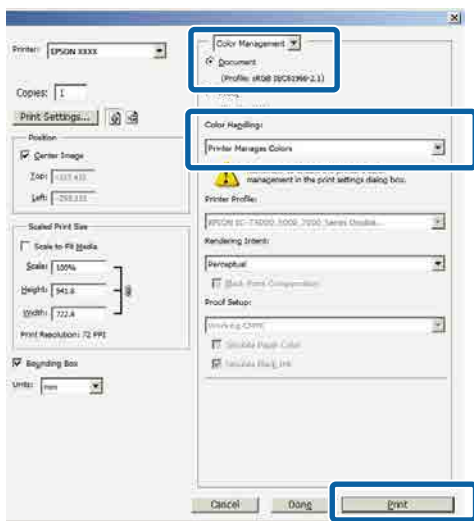 Printer: EPSON XXXX
Copies: 1
Print Settings...
Position
Center Image
Top:
Left:
Scaled Print Size
Scale to Fit Media
Scale: 100%
Height: 941.8
Width: 722.4
Print Resolution: 72 PPI
Bounding Box
Units: mm
Color Management
Document
(Profile: sRGB IEC61966-2.1)
Color Handling:
Printer Manages Colors
management in the print settings dialog box.
Printer Profile:
Rendering Intent:
Perceptual
Black Point Compensation
Proof Setup:
Working CMYK
Simulate Paper Color
Simulate Black Ink
Cancel
Done
Print